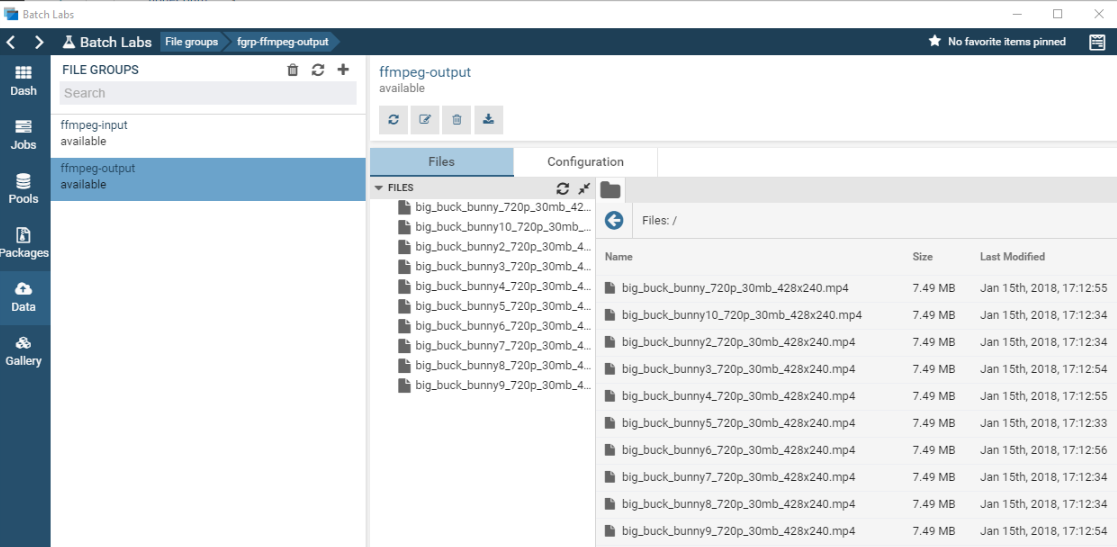 Batch Labs
Batch Labs File groups fgrp-ffmpeg-output No favorite items pinned
Dash
Jobs
Pools
Packages
Data
Gallery
FILE GROUPS
Search
ffmpeg-input
available
ffmpeg-output
available
ffmpeg-output
available
Files Configuration
FILES
big_buck_bunny_720p_30mb_42...
big_buck_bunny10_720p_30mb_...
big_buck_bunny2_720p_30mb_4...
big_buck_bunny3_720p_30mb_4...
big_buck_bunny4_720p_30mb_4...
big_buck_bunny5_720p_30mb_4...
big_buck_bunny6_720p_30mb_4...
big_buck_bunny7_720p_30mb_4...
big_buck_bunny8_720p_30mb_4...
big_buck_bunny9_720p_30mb_4...
Files: /
Name Size Last Modified
big_buck_bunny_720p_30mb_428x240.mp4 7.49 MB Jan 15th, 2018, 17:12:55
big_buck_bunny10_720p_30mb_428x240.mp4 7.49 MB Jan 15th, 2018, 17:12:34
big_buck_bunny2_720p_30mb_428x240.mp4 7.49 MB Jan 15th, 2018, 17:12:34
big_buck_bunny3_720p_30mb_428x240.mp4 7.49 MB Jan 15th, 2018, 17:12:54
big_buck_bunny4_720p_30mb_428x240.mp4 7.49 MB Jan 15th, 2018, 17:12:55
big_buck_bunny5_720p_30mb_428x240.mp4 7.49 MB Jan 15th, 2018, 17:12:33
big_buck_bunny6_720p_30mb_428x240.mp4 7.49 MB Jan 15th, 2018, 17:12:56
big_buck_bunny7_720p_30mb_428x240.mp4 7.49 MB Jan 15th, 2018, 17:12:34
big_buck_bunny8_720p_30mb_428x240.mp4 7.49 MB Jan 15th, 2018, 17:12:34
big_buck_bunny9_720p_30mb_428x240.mp4 7.49 MB Jan 15th, 2018, 17:12:54